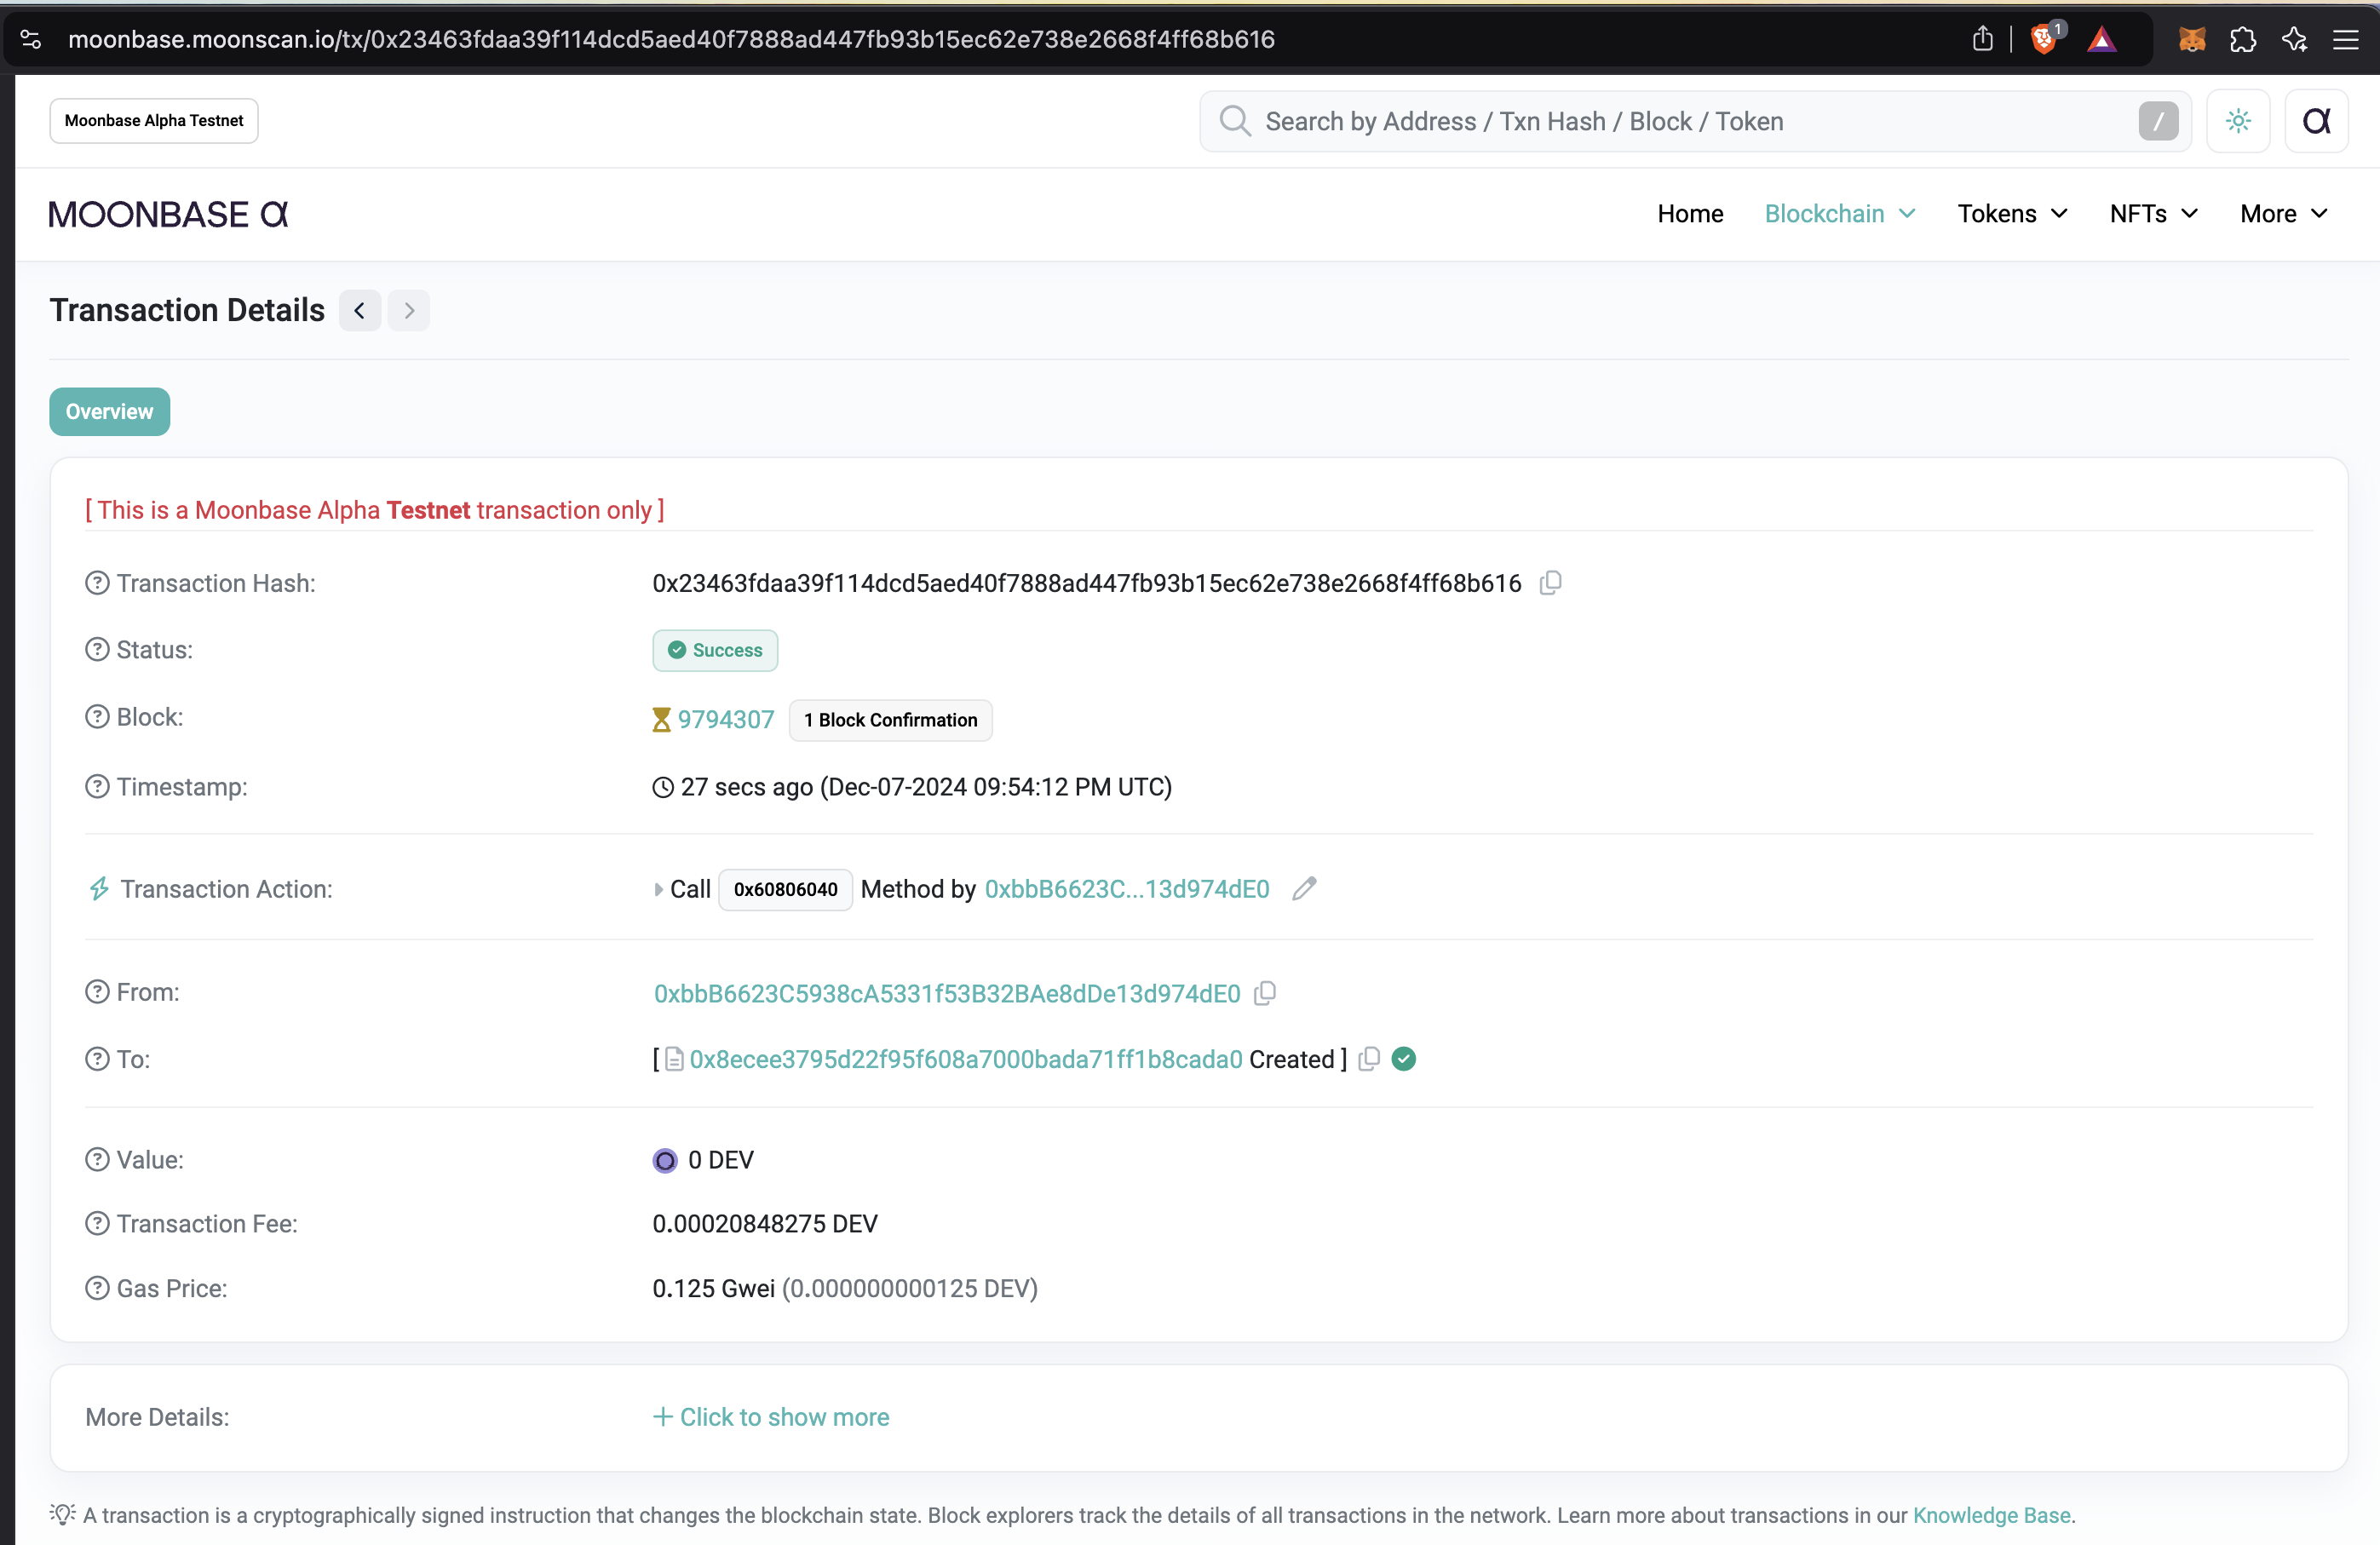 moonbase.moonscan.io/tx/0x23463fdaa39f114dcd5aed40f7888ad447fb93b15ec62e738e2668f4ff68b616
1
Moonbase Alpha Testnet
Search by Address / Txn Hash / Block / Token
/
MOONBASE α
Home Blockchain Tokens NFTs More
Transaction Details
Overview
[ This is a Moonbase Alpha Testnet transaction only ]
Transaction Hash: 0x23463fdaa39f114dcd5aed40f7888ad447fb93b15ec62e738e2668f4ff68b616
Status: Success
Block: 9794307 1 Block Confirmation
Timestamp: 27 secs ago (Dec-07-2024 09:54:12 PM UTC)
Transaction Action: Call 0x60806040 Method by 0xbbB6623C...13d974dE0
From: 0xbbB6623C5938cA5331f53B32BAe8dDe13d974dE0
To: [ 0x8ecee3795d22f95f608a7000bada71ff1b8cada0 Created ]
Value: 0 DEV
Transaction Fee: 0.00020848275 DEV
Gas Price: 0.125 Gwei (0.000000000125 DEV)
More Details: + Click to show more
A transaction is a cryptographically signed instruction that changes the blockchain state. Block explorers track the details of all transactions in the network. Learn more about transactions in our Knowledge Base.